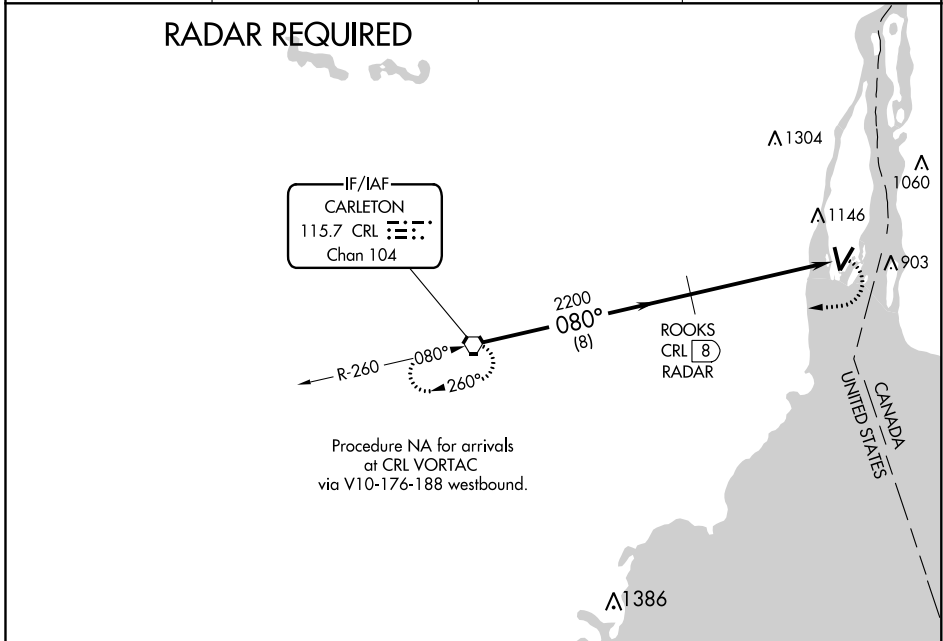 RADAR REQUIRED
1304
1060
IF/IAF
CARLETON
115.7 CRL
Chan 104
1146
903
2200
080°
(8)
ROOKS
CRL 8
RADAR
R-260
080°
260°
CANADA
UNITED STATES
Procedure NA for arrivals
at CRL VORTAC
via V10-176-188 westbound.
1386